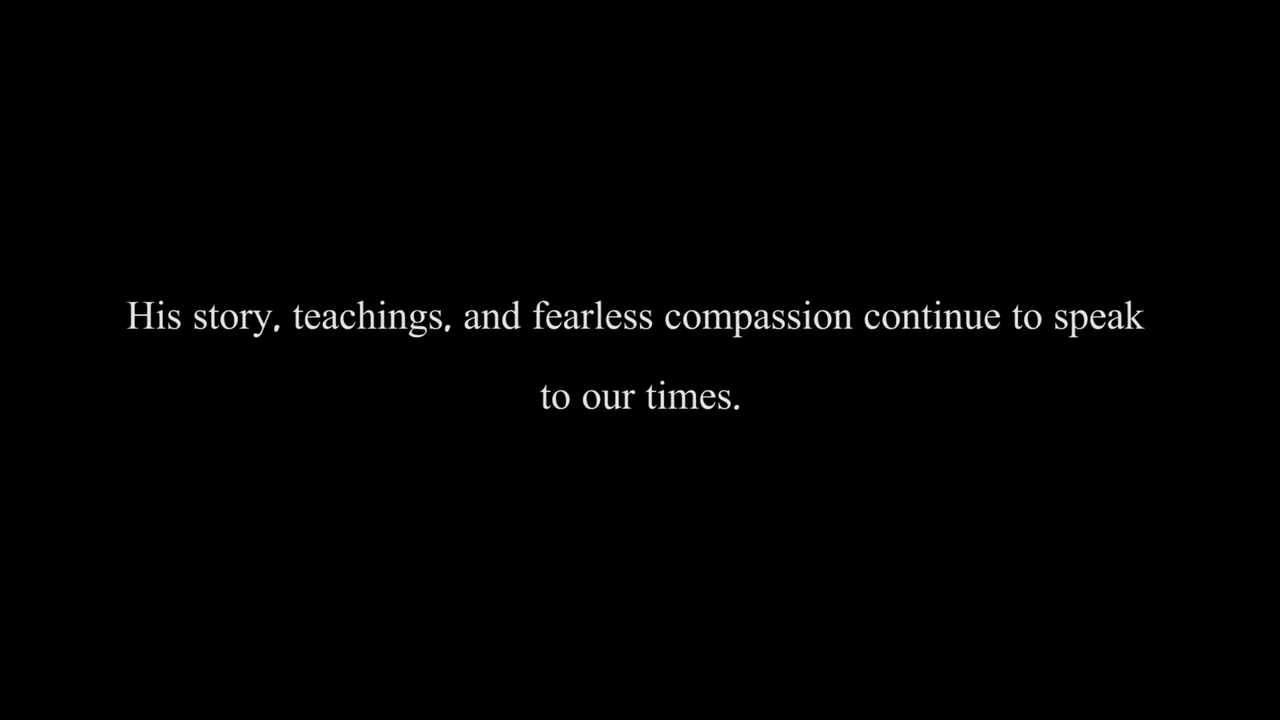 His story, teachings, and fearless compassion continue to speak
to our times.